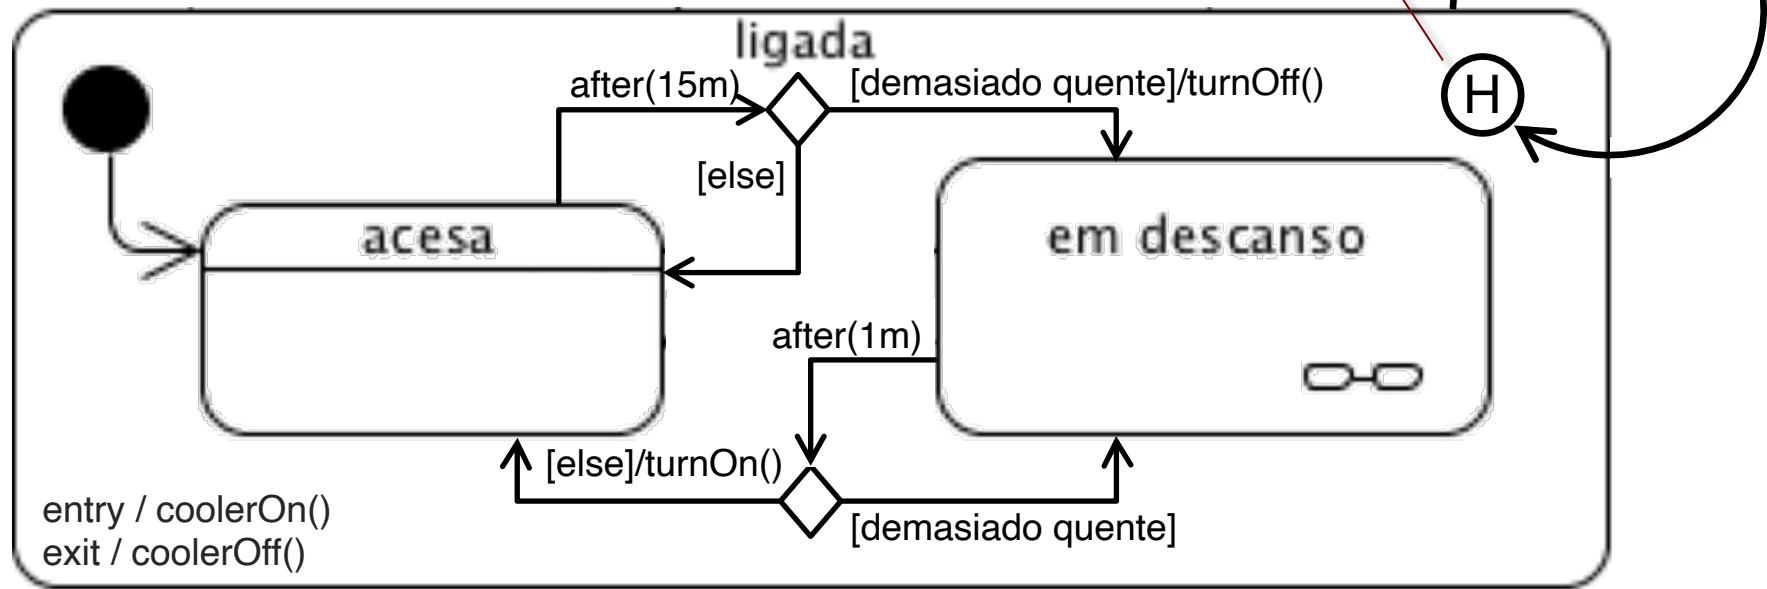 ligada
after(15m)
[demasiado quente]/turnOff()
H
[else]
acesa
em descanso
after(1m)
[else]/turnOn()
[demasiado quente]
entry / coolerOn()
exit / coolerOff()